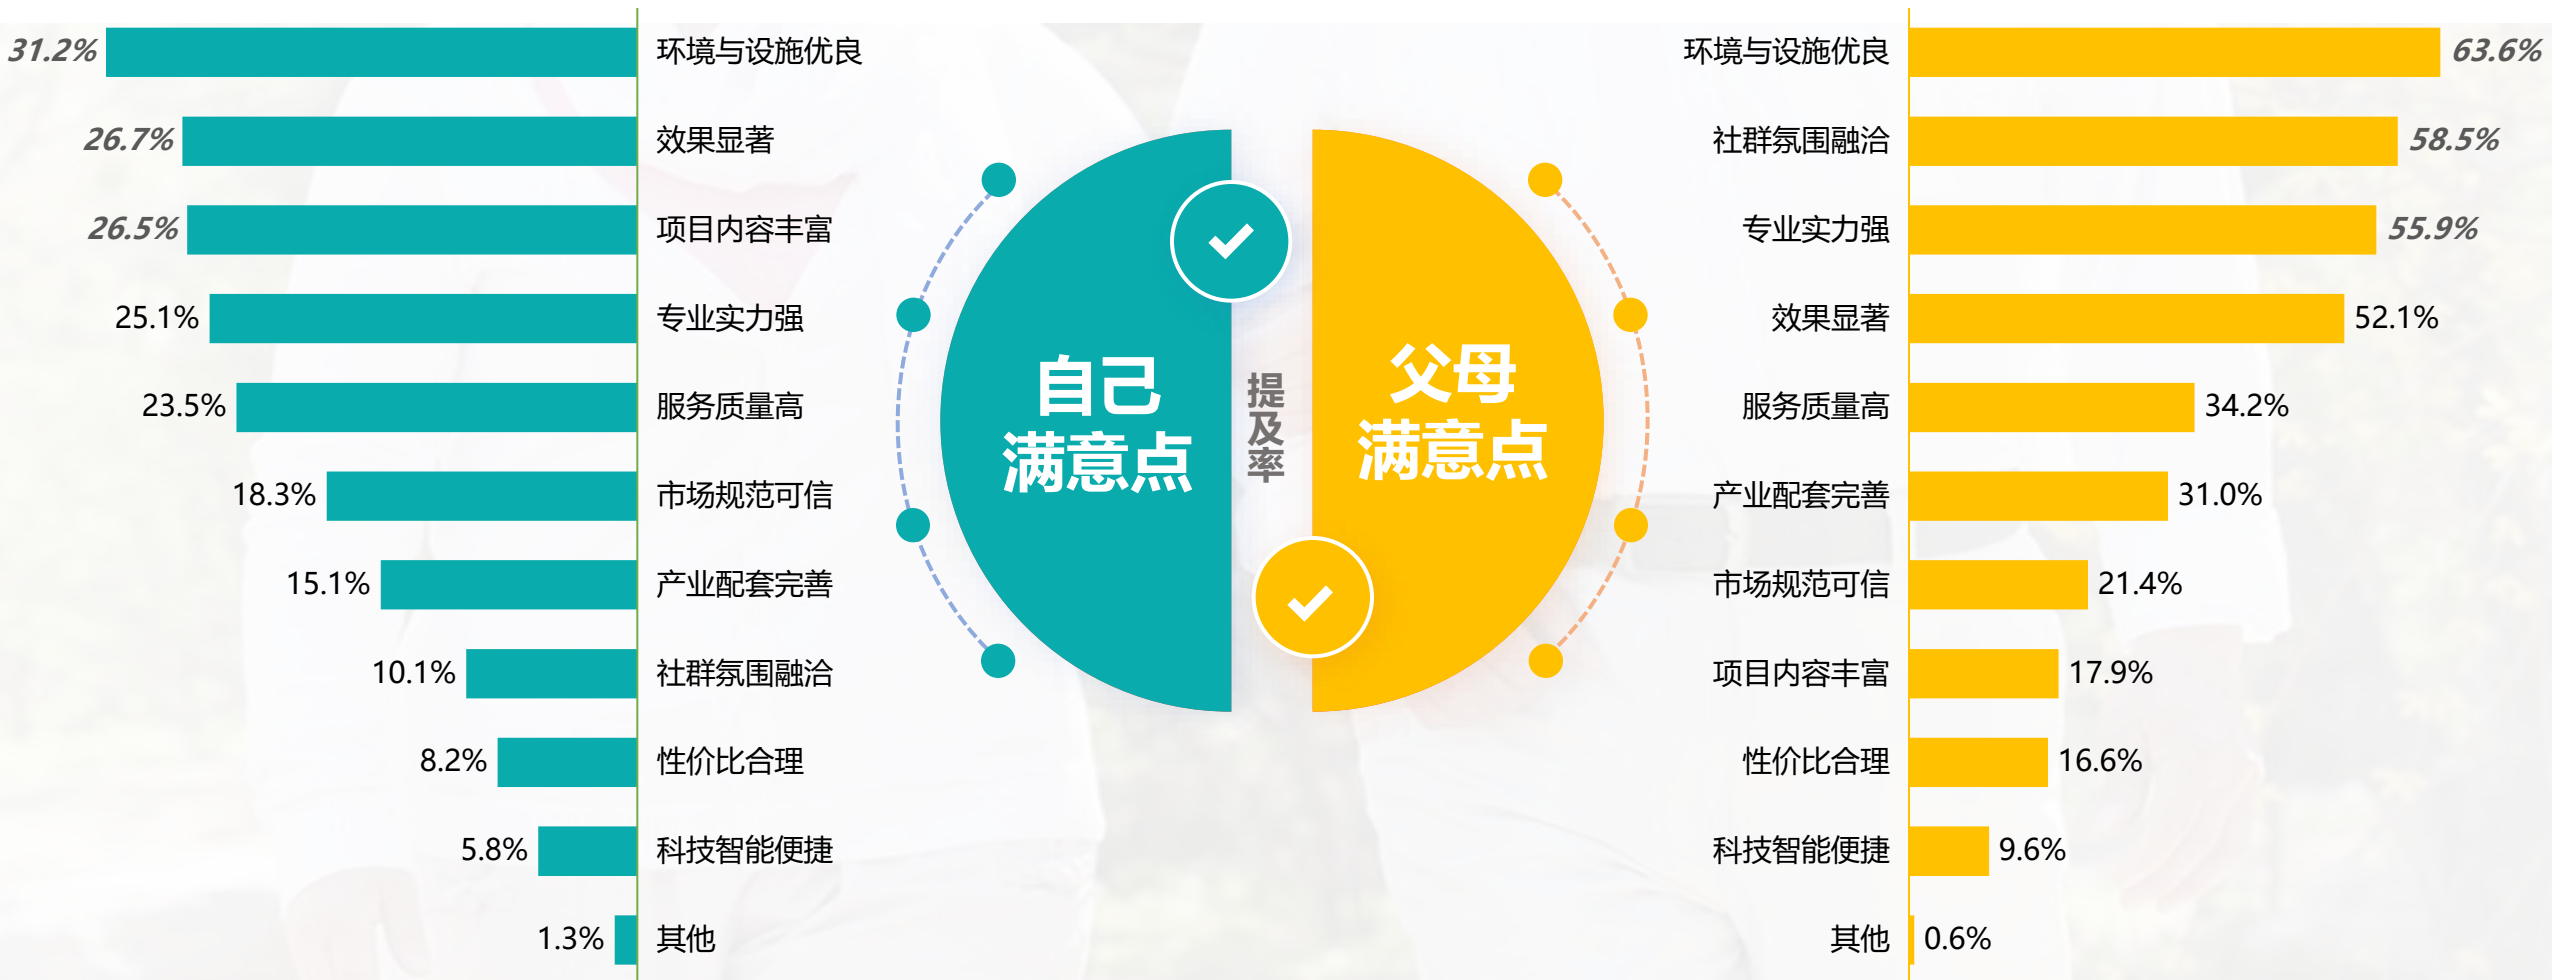 31.2% 环境与设施优良
26.7% 效果显著
26.5% 项目内容丰富
25.1% 专业实力强
23.5% 服务质量高
18.3% 市场规范可信
15.1% 产业配套完善
10.1% 社群氛围融洽
8.2% 性价比合理
5.8% 科技智能便捷
1.3% 其他
自己
满意点
提及率
父母
满意点
环境与设施优良 63.6%
社群氛围融洽 58.5%
专业实力强 55.9%
效果显著 52.1%
服务质量高 34.2%
产业配套完善 31.0%
市场规范可信 21.4%
项目内容丰富 17.9%
性价比合理 16.6%
科技智能便捷 9.6%
其他 0.6%